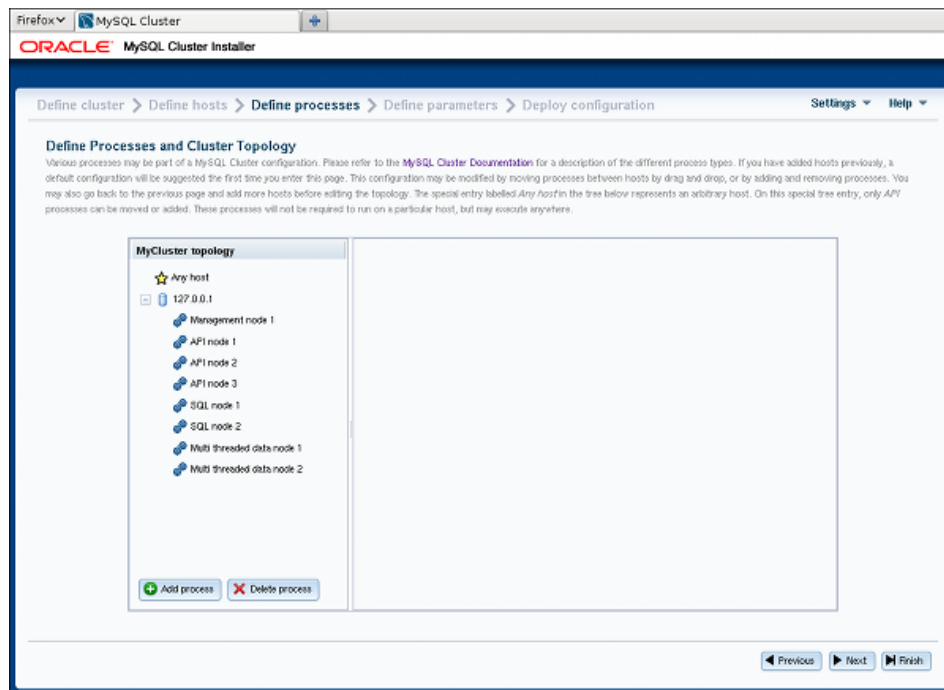 Firefox MySQL Cluster
ORACLE MySQL Cluster Installer
Define cluster Define hosts Define processes Define parameters Deploy configuration Settings Help
Define Processes and Cluster Topology
Various processes may be part of a MySQL Cluster configuration. Please refer to the MySQL Cluster Documentation for a description of the different process types. If you have added hosts previously, a
default configuration will be suggested the first time you enter this page. This configuration may be modified by moving processes between hosts by drag and drop, or by adding and removing processes. You
may also go back to the previous page and add more hosts before editing the topology. The special entry labelled Any host in the tree below represents an arbitrary host. On this special tree entry, only API
processes can be moved or added. These processes will not be required to run on a particular host, but may execute anywhere.
MyCluster topology
Any host
127.0.0.1
Management node 1
API node 1
API node 2
API node 3
SQL node 1
SQL node 2
Multi threaded data node 1
Multi threaded data node 2
Add process Delete process
Previous Next Finish